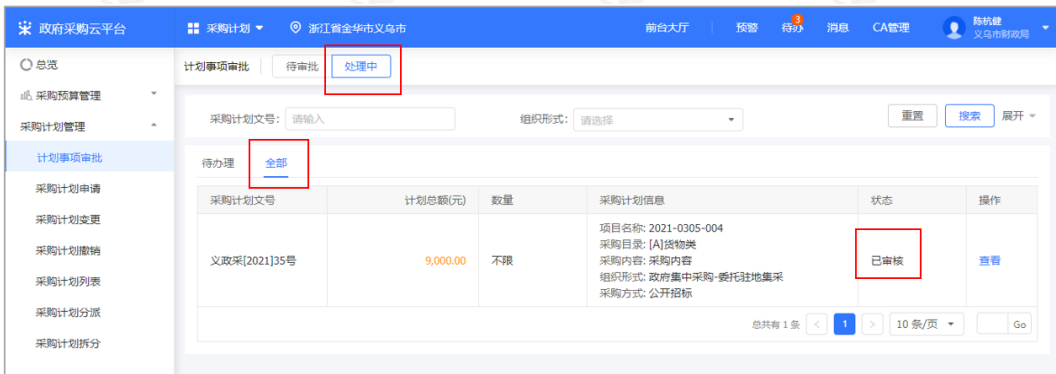 政府采购云平台
采购计划
浙江省金华市义乌市
前台大厅
预警
待办
3
消息
CA管理
陈杭健
义乌市财政局
总览
采购预算管理
采购计划管理
计划事项审批
采购计划申请
采购计划变更
采购计划撤销
采购计划列表
采购计划分派
采购计划拆分
计划事项审批 待审批 处理中
采购计划文号: 请输入 组织形式: 请选择 重置 搜索 展开
待办理 全部
采购计划文号 计划总额(元) 数量 采购计划信息 状态 操作
项目名称: 2021-0305-004
采购目录: [A]货物类
义政采[2021]35号 9,000.00 不限 采购内容: 采购内容 已审核 查看
组织形式: 政府集中采购-委托驻地集采
采购方式: 公开招标
总共有 1 条 < 1 > 10 条/页 Go